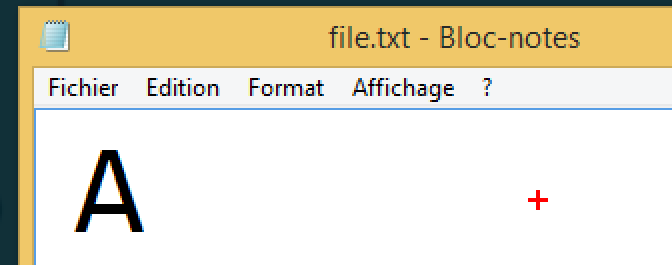 file.txt - Bloc-notes
Fichier Edition Format Affichage ?
A +